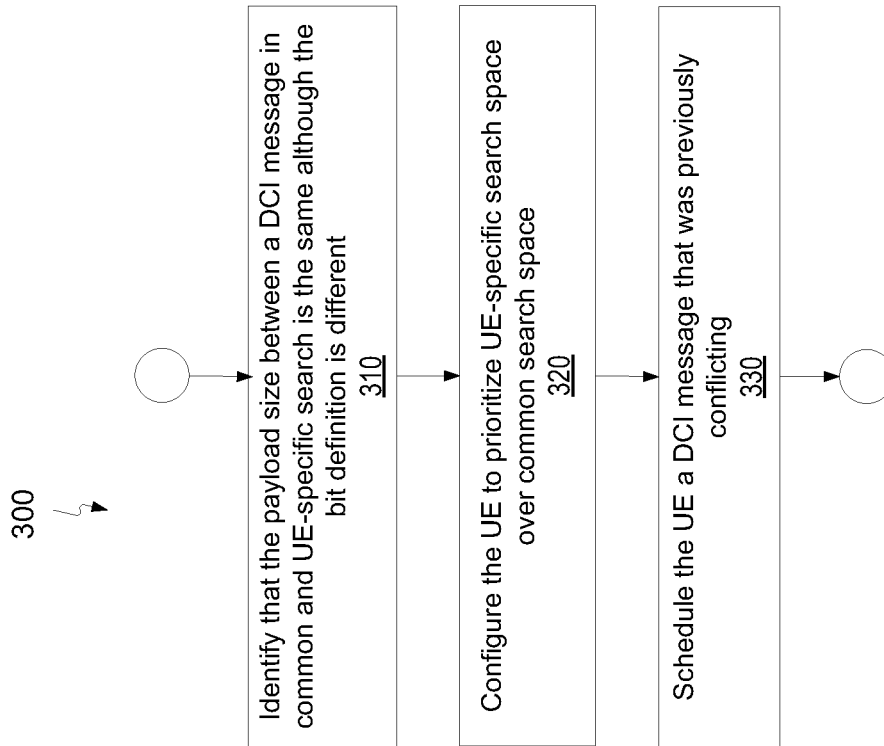 300
Identify that the payload size between a DCI message in
common and UE-specific search is the same although the
bit definition is different
310
Configure the UE to prioritize UE-specific search space
over common search space
320
Schedule the UE a DCI message that was previously
conflicting
330